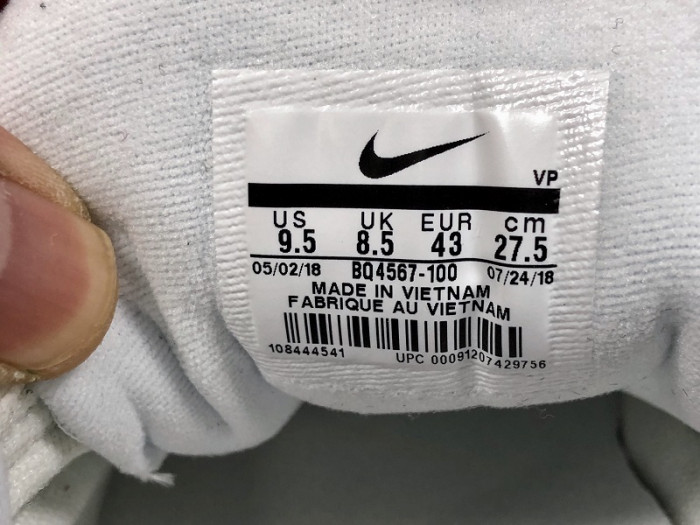 VP
US UK EUR cm
9.5 8.5 43 27.5
05/02/18 BQ4567-100 07/24/18
MADE IN VIETNAM
FABRIQUE AU VIETNAM
108444541 UPC 00091207429756